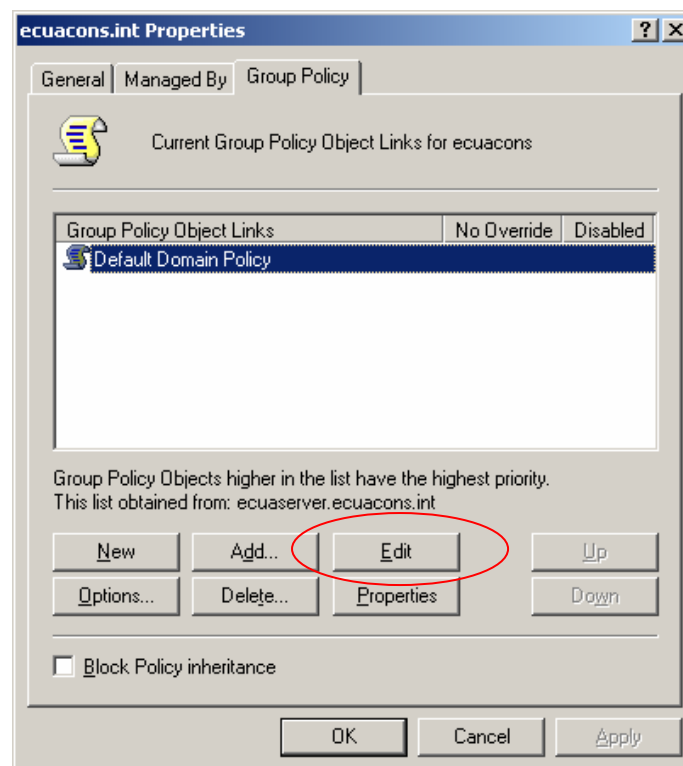 ecuacons.int Properties
General Managed By Group Policy
Current Group Policy Object Links for ecuacons
Group Policy Object Links No Override Disabled
Default Domain Policy
Group Policy Objects higher in the list have the highest priority.
This list obtained from: ecuaserver.ecuacons.int
New Add... Edit Up
Options... Delete... Properties Down
Block Policy inheritance
OK Cancel Apply